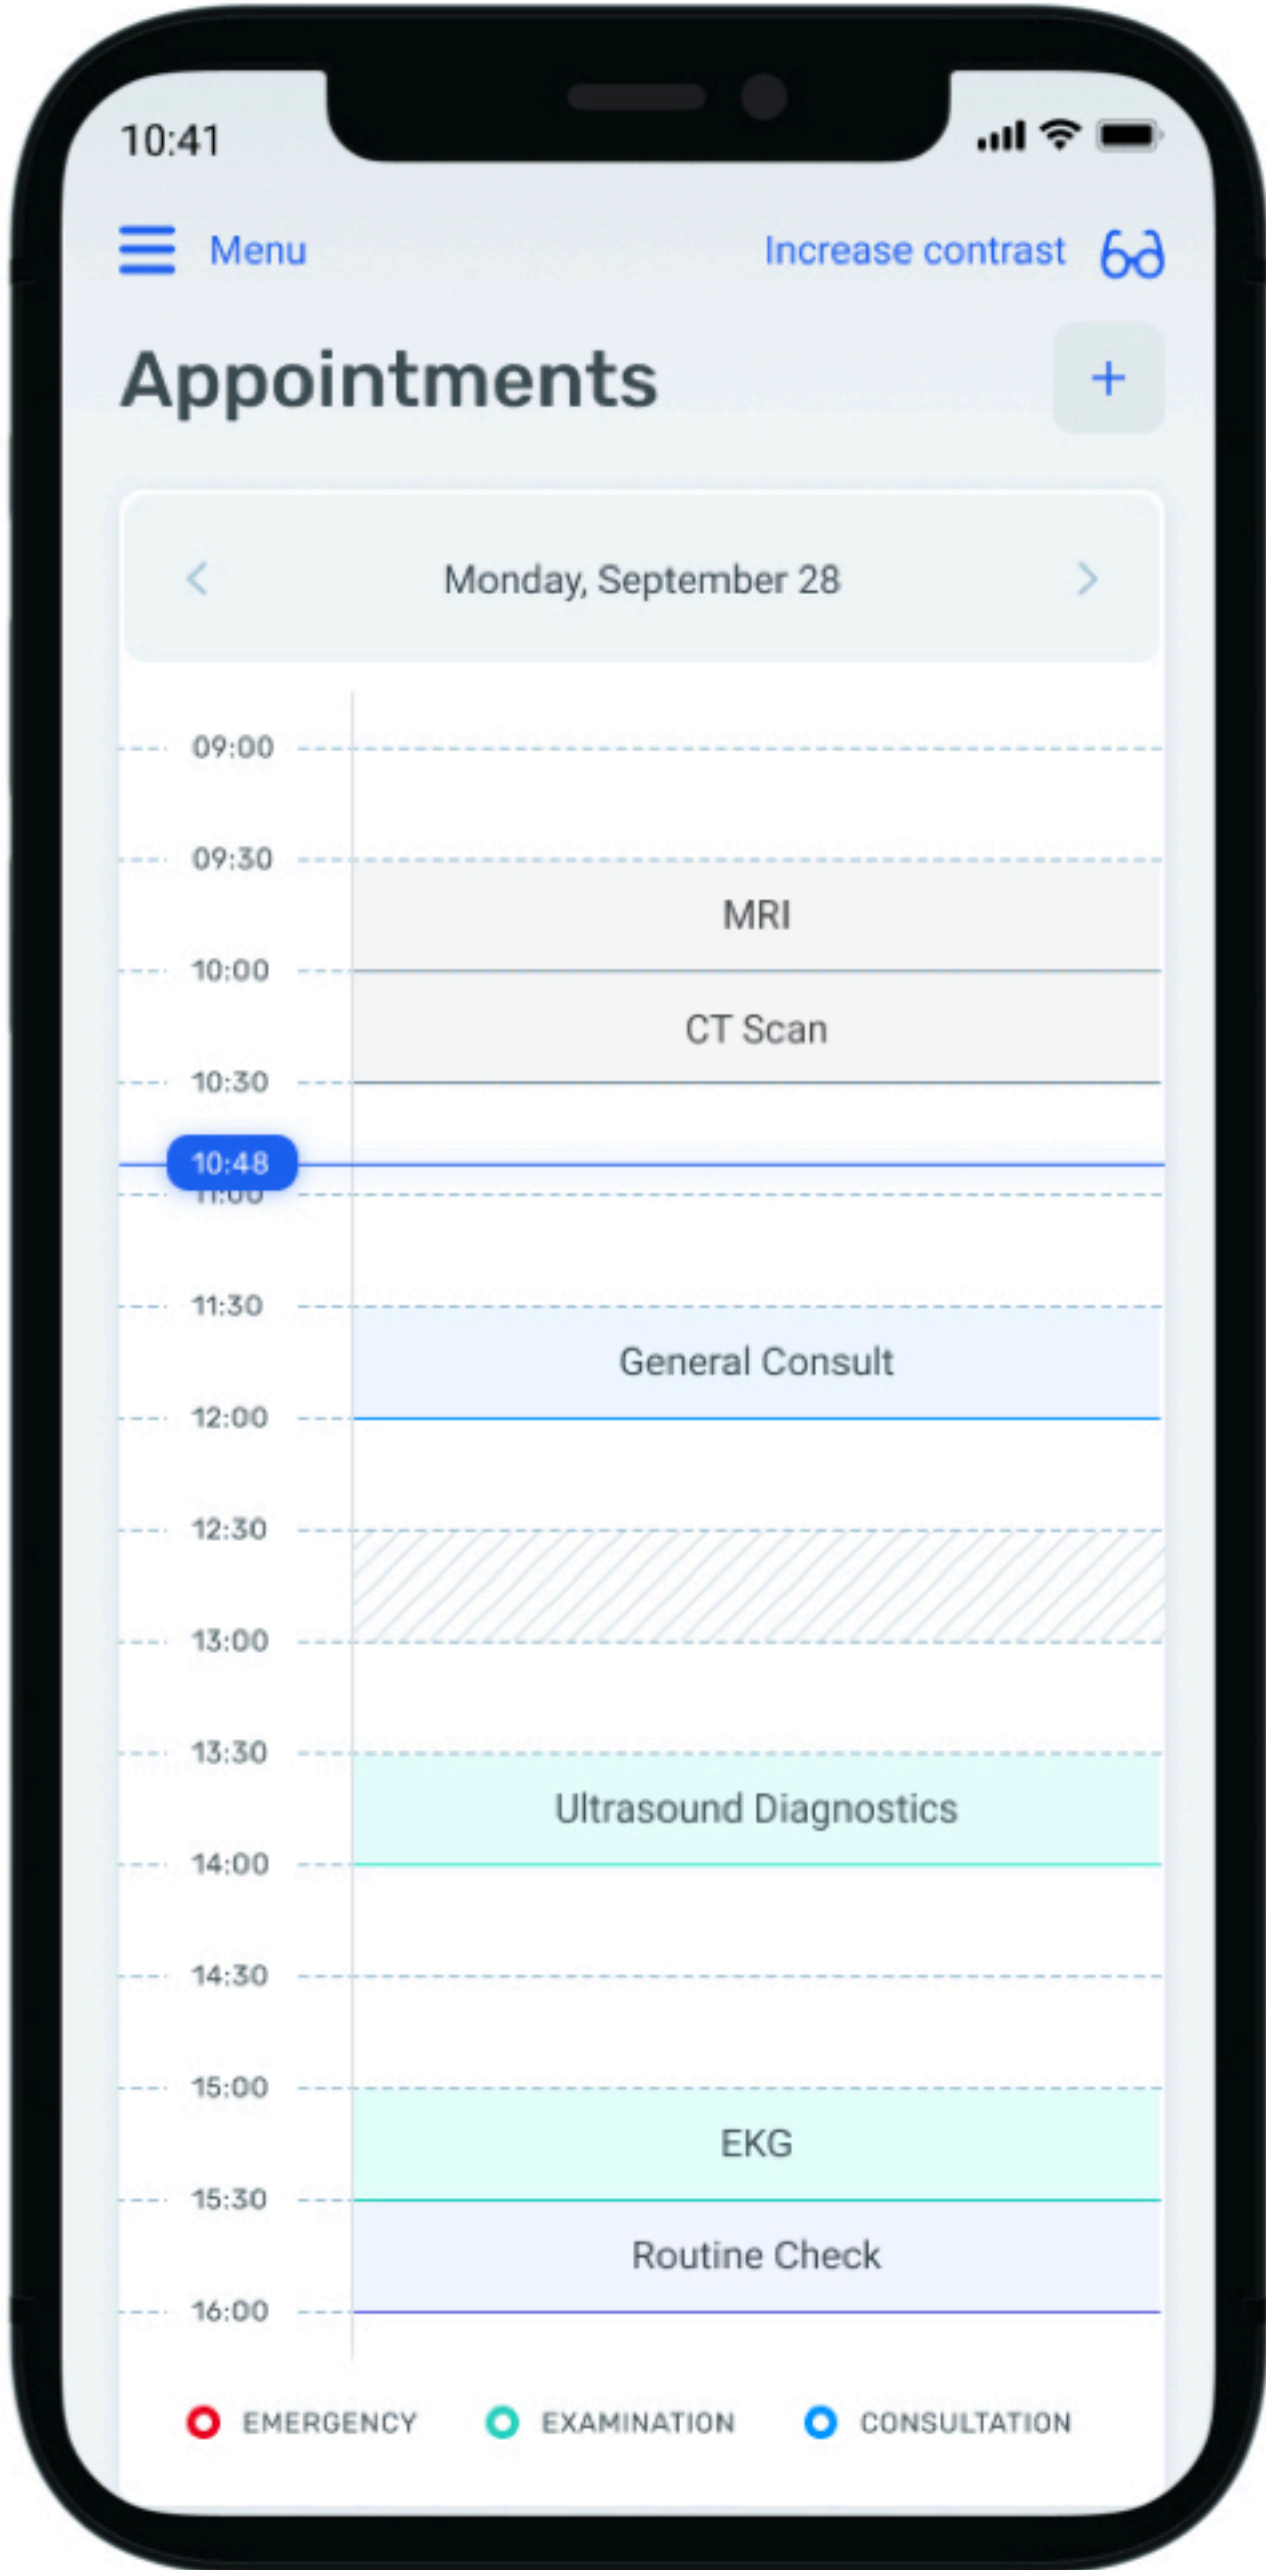 10:41
Menu Increase contrast
Appointments +
Monday, September 28
09:00
09:30
MRI
10:00
CT Scan
10:30
10:48
11:00
11:30
General Consult
12:00
12:30
13:00
13:30
Ultrasound Diagnostics
14:00
14:30
15:00
EKG
15:30
Routine Check
16:00
EMERGENCY EXAMINATION CONSULTATION